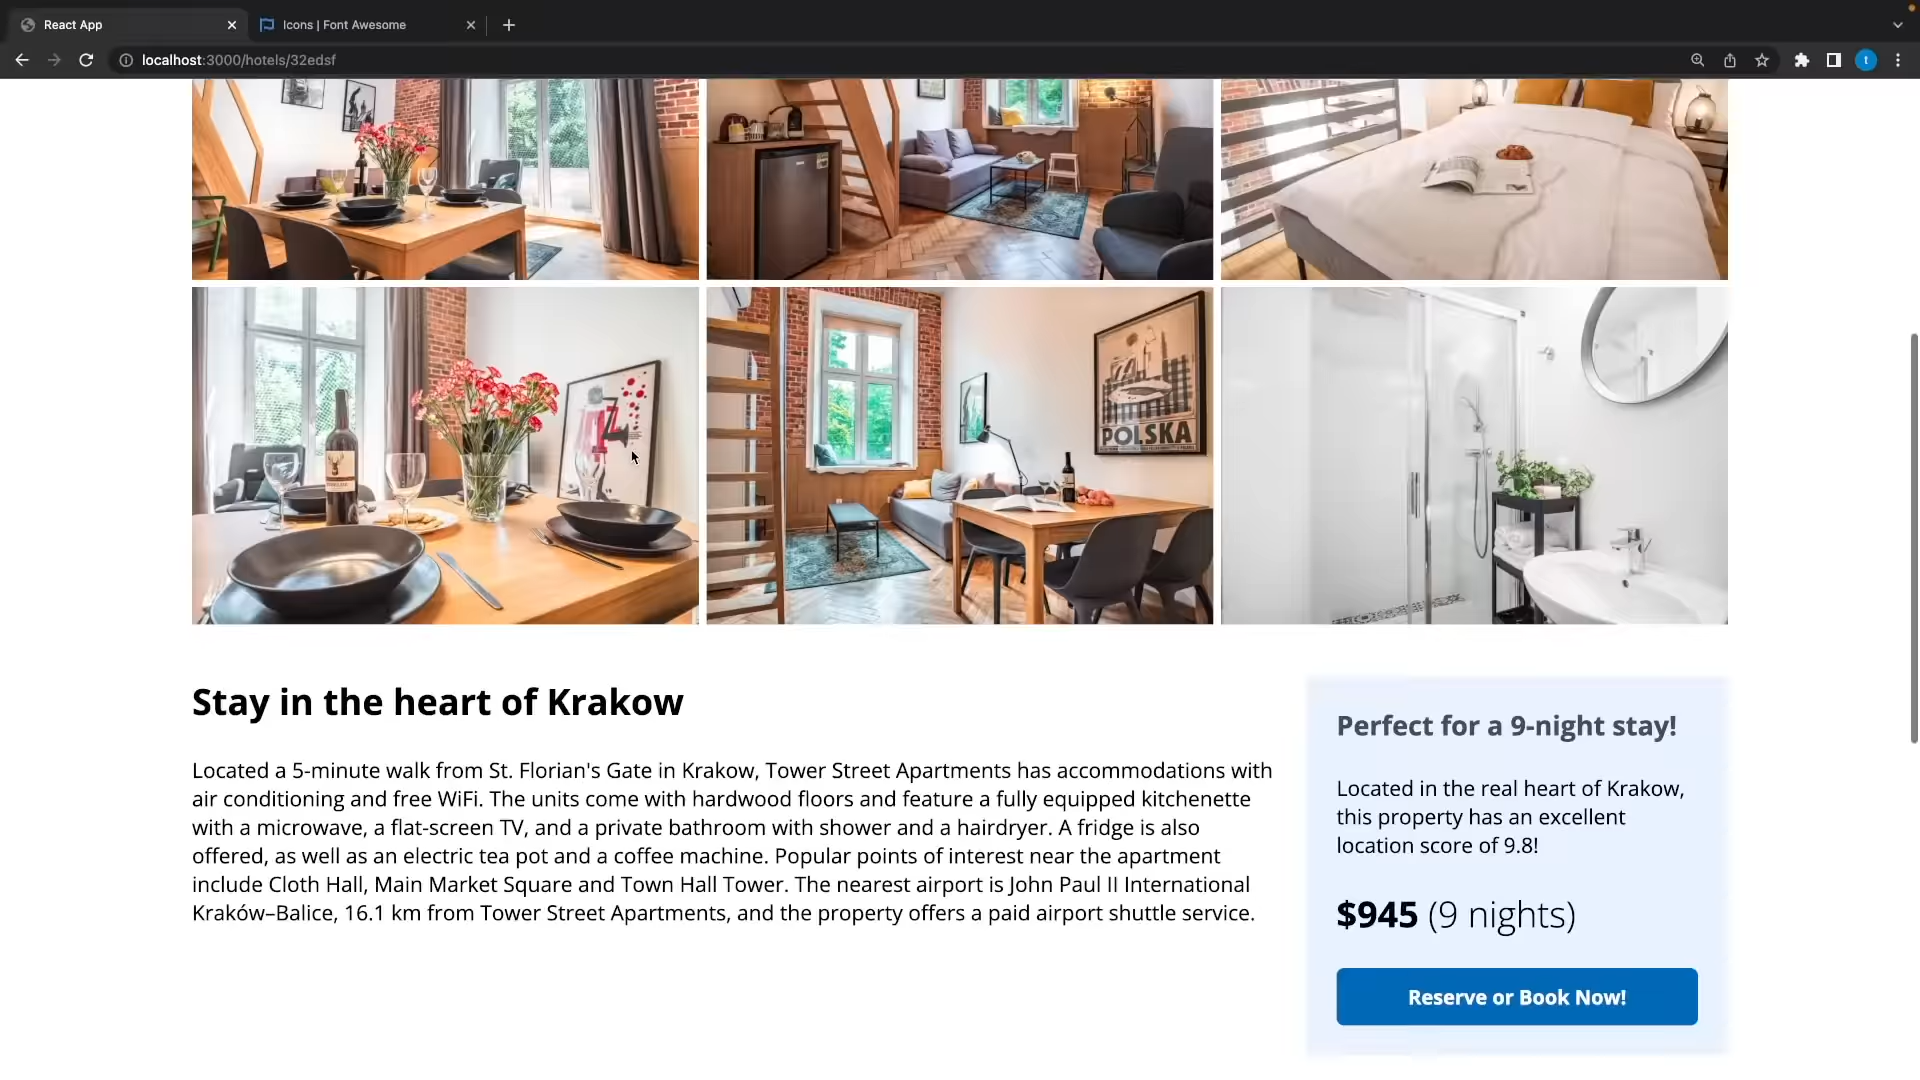 React App
Icons | Font Awesome
localhost:3000/hotels/32edsf
t
POLSKA
Stay in the heart of Krakow
Located a 5-minute walk from St. Florian's Gate in Krakow, Tower Street Apartments has accommodations with
air conditioning and free WiFi. The units come with hardwood floors and feature a fully equipped kitchenette
with a microwave, a flat-screen TV, and a private bathroom with shower and a hairdryer. A fridge is also
offered, as well as an electric tea pot and a coffee machine. Popular points of interest near the apartment
include Cloth Hall, Main Market Square and Town Hall Tower. The nearest airport is John Paul II International
Kraków–Balice, 16.1 km from Tower Street Apartments, and the property offers a paid airport shuttle service.
Perfect for a 9-night stay!
Located in the real heart of Krakow,
this property has an excellent
location score of 9.8!
$945 (9 nights)
Reserve or Book Now!